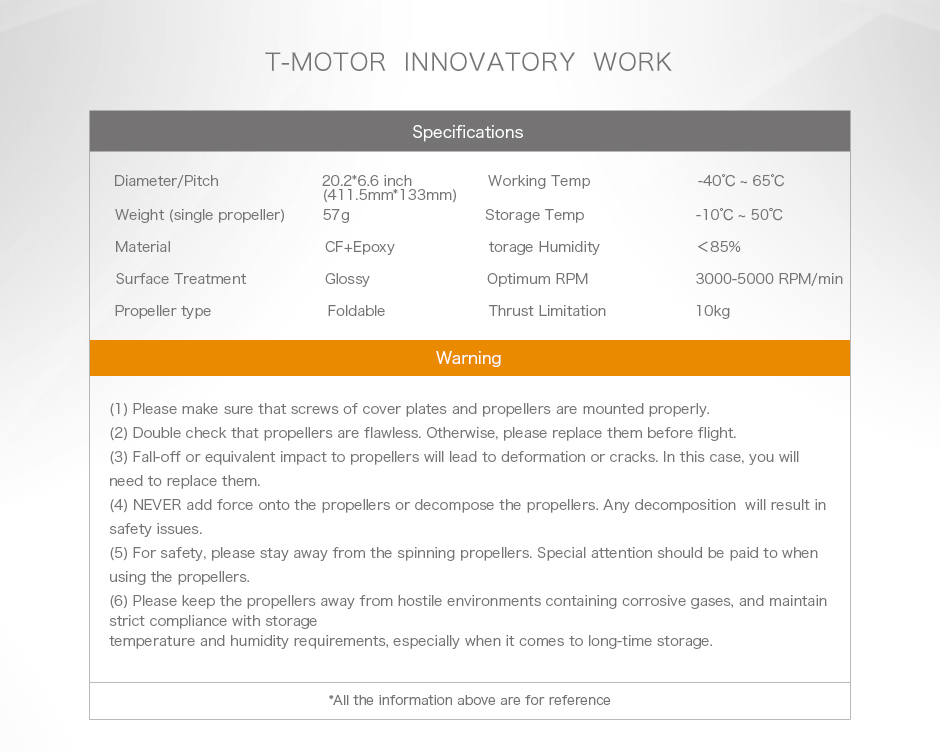 T-MOTOR INNOVATORY WORK
Specifications
Diameter/Pitch 20.2*6.6 inch Working Temp -40℃ ~ 65℃
(411.5mm*133mm)
Weight (single propeller) 57g Storage Temp -10℃ ~ 50℃
Material CF+Epoxy torage Humidity ＜85%
Surface Treatment Glossy Optimum RPM 3000-5000 RPM/min
Propeller type Foldable Thrust Limitation 10kg
Warning
(1) Please make sure that screws of cover plates and propellers are mounted properly.
(2) Double check that propellers are flawless. Otherwise, please replace them before flight.
(3) Fall-off or equivalent impact to propellers will lead to deformation or cracks. In this case, you will
need to replace them.
(4) NEVER add force onto the propellers or decompose the propellers. Any decomposition will result in
safety issues.
(5) For safety, please stay away from the spinning propellers. Special attention should be paid to when
using the propellers.
(6) Please keep the propellers away from hostile environments containing corrosive gases, and maintain
strict compliance with storage
temperature and humidity requirements, especially when it comes to long-time storage.
*All the information above are for reference